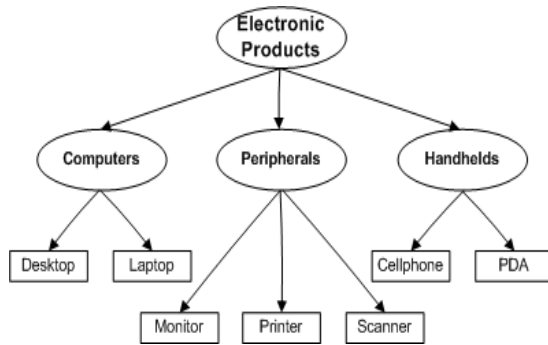 Electronic
Products
Computers
Peripherals
Handhelds
Desktop
Laptop
Cellphone
PDA
Monitor
Printer
Scanner